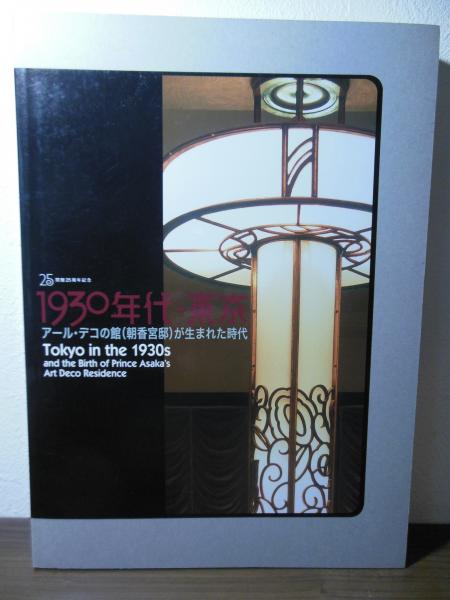 25 開館25周年記念
1930年代・東京
アール・デコの館(朝香宮邸)が生まれた時代
Tokyo in the 1930s
and the Birth of Prince Asaka's
Art Deco Residence